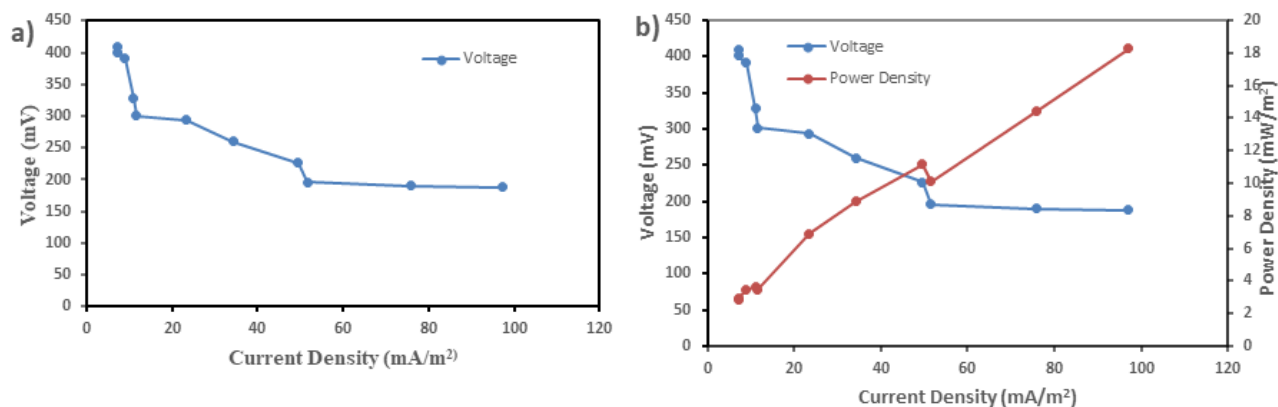 a)
450
400
350
300
250
200
150
100
50
0
Voltage (mV)
Voltage
0 20 40 60 80 100 120
Current Density (mA/m²)
b)
450
400
350
300
250
200
150
100
50
0
Voltage (mV)
Voltage
Power Density
20
18
16
14
12
10
8
6
4
2
0
Power Density (mW/m²)
0 20 40 60 80 100 120
Current Density (mA/m²)